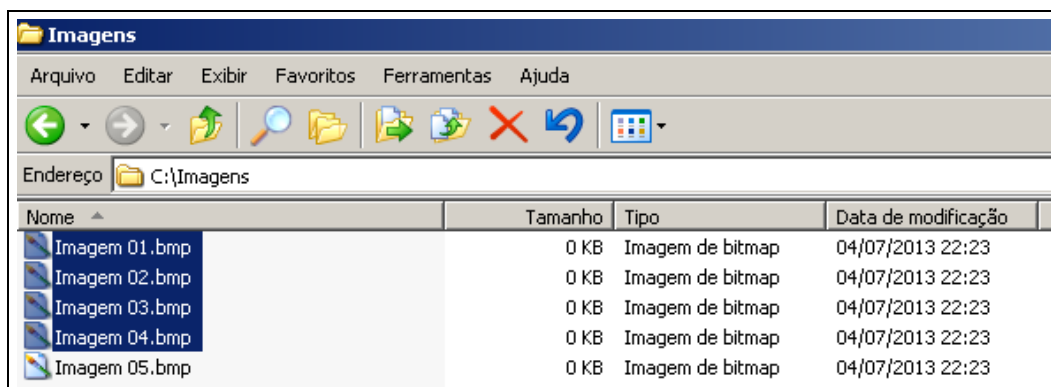 Imagens
Arquivo Editar Exibir Favoritos Ferramentas Ajuda
Endereço C:\Imagens
Nome Tamanho Tipo Data de modificação
Imagem 01.bmp 0 KB Imagem de bitmap 04/07/2013 22:23
Imagem 02.bmp 0 KB Imagem de bitmap 04/07/2013 22:23
Imagem 03.bmp 0 KB Imagem de bitmap 04/07/2013 22:23
Imagem 04.bmp 0 KB Imagem de bitmap 04/07/2013 22:23
Imagem 05.bmp 0 KB Imagem de bitmap 04/07/2013 22:23